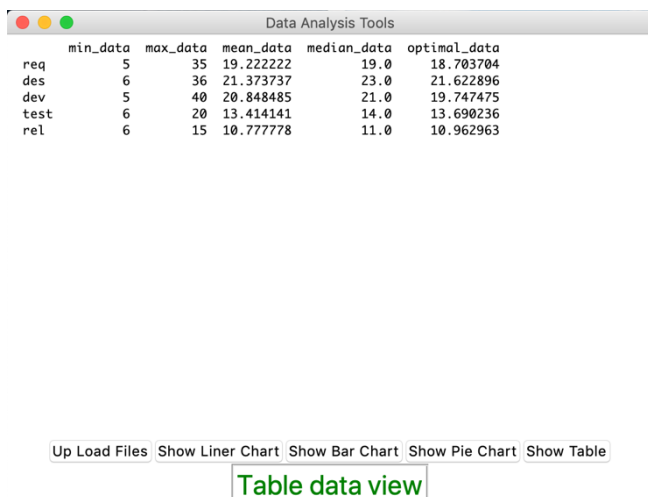 Data Analysis Tools
min_data max_data mean_data median_data optimal_data
req 5 35 19.222222 19.0 18.703704
des 6 36 21.373737 23.0 21.622896
dev 5 40 20.848485 21.0 19.747475
test 6 20 13.414141 14.0 13.690236
rel 6 15 10.777778 11.0 10.962963
Up Load Files Show Liner Chart Show Bar Chart Show Pie Chart Show Table
Table data view